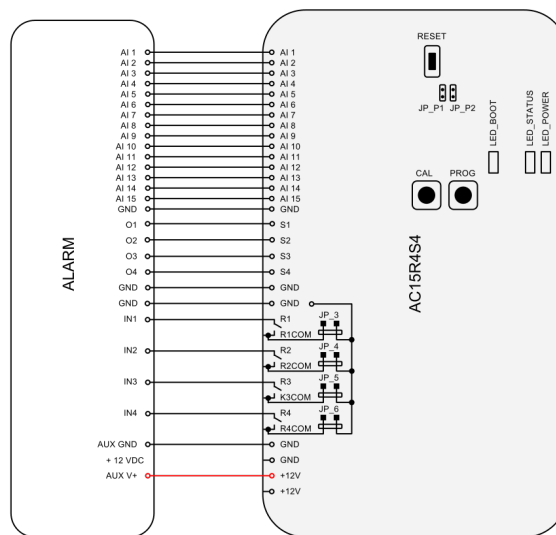 ALARM
AI 1
AI 2
AI 3
AI 4
AI 5
AI 6
AI 7
AI 8
AI 9
AI 10
AI 11
AI 12
AI 13
AI 14
AI 15
GND
O1
O2
O3
O4
GND
GND
IN1
IN2
IN3
IN4
AUX GND
+ 12 VDC
AUX V+
AI 1
AI 2
AI 3
AI 4
AI 5
AI 6
AI 7
AI 8
AI 9
AI 10
AI 11
AI 12
AI 13
AI 14
AI 15
GND
S1
S2
S3
S4
GND
GND
R1
JP_3
R1COM
R2
JP_4
R2COM
R3
JP_5
K3COM
R4
JP_6
R4COM
GND
GND
+12V
+12V
RESET
JP_P1
JP_P2
LED_BOOT
LED_STATUS
LED_POWER
CAL
PROG
AC15R4S4